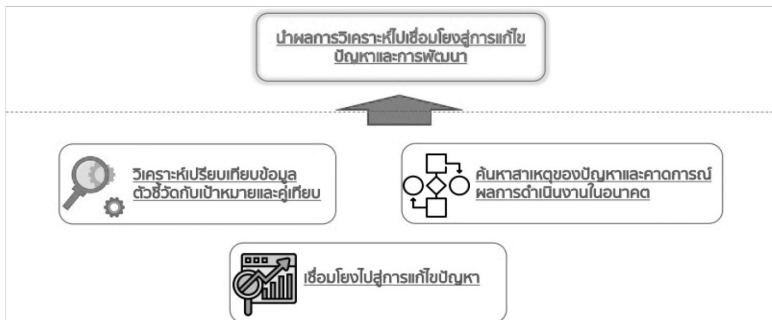 นำผลการวิเคราะห์ไปเชื่อมโยงสู่การแก้ไข
ปัญหาและการพัฒนา
วิเคราะห์เปรียบเทียบข้อมูล
ตัวชี้วัดกับเป้าหมายและคู่เทียบ
ค้นหาสาเหตุของปัญหาและคาดการณ์
ผลการดำเนินงานในอนาคต
เชื่อมโยงไปสู่การแก้ไขปัญหา